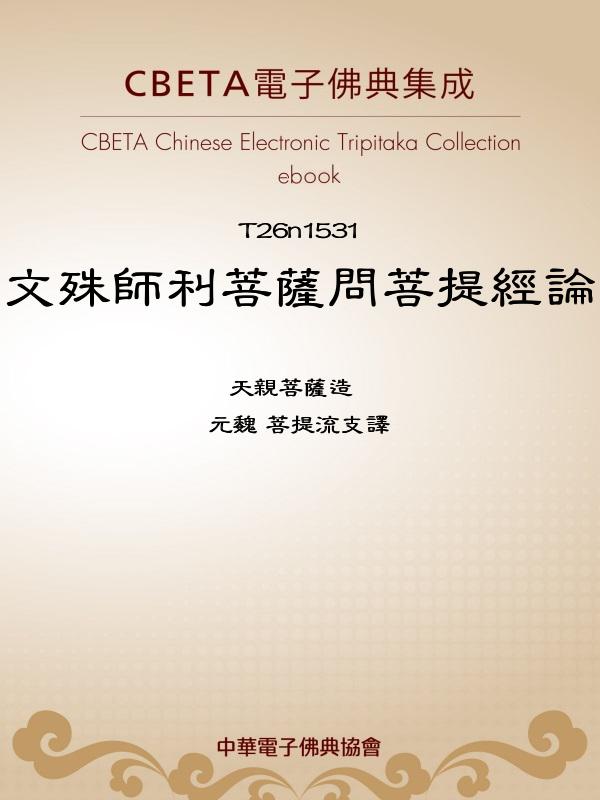 CBETA電子佛典集成
CBETA Chinese Electronic Tripitaka Collection
ebook
T26n1531
文殊師利菩薩問菩提經論
天親菩薩造
元魏 菩提流支譯
中華電子佛典協會